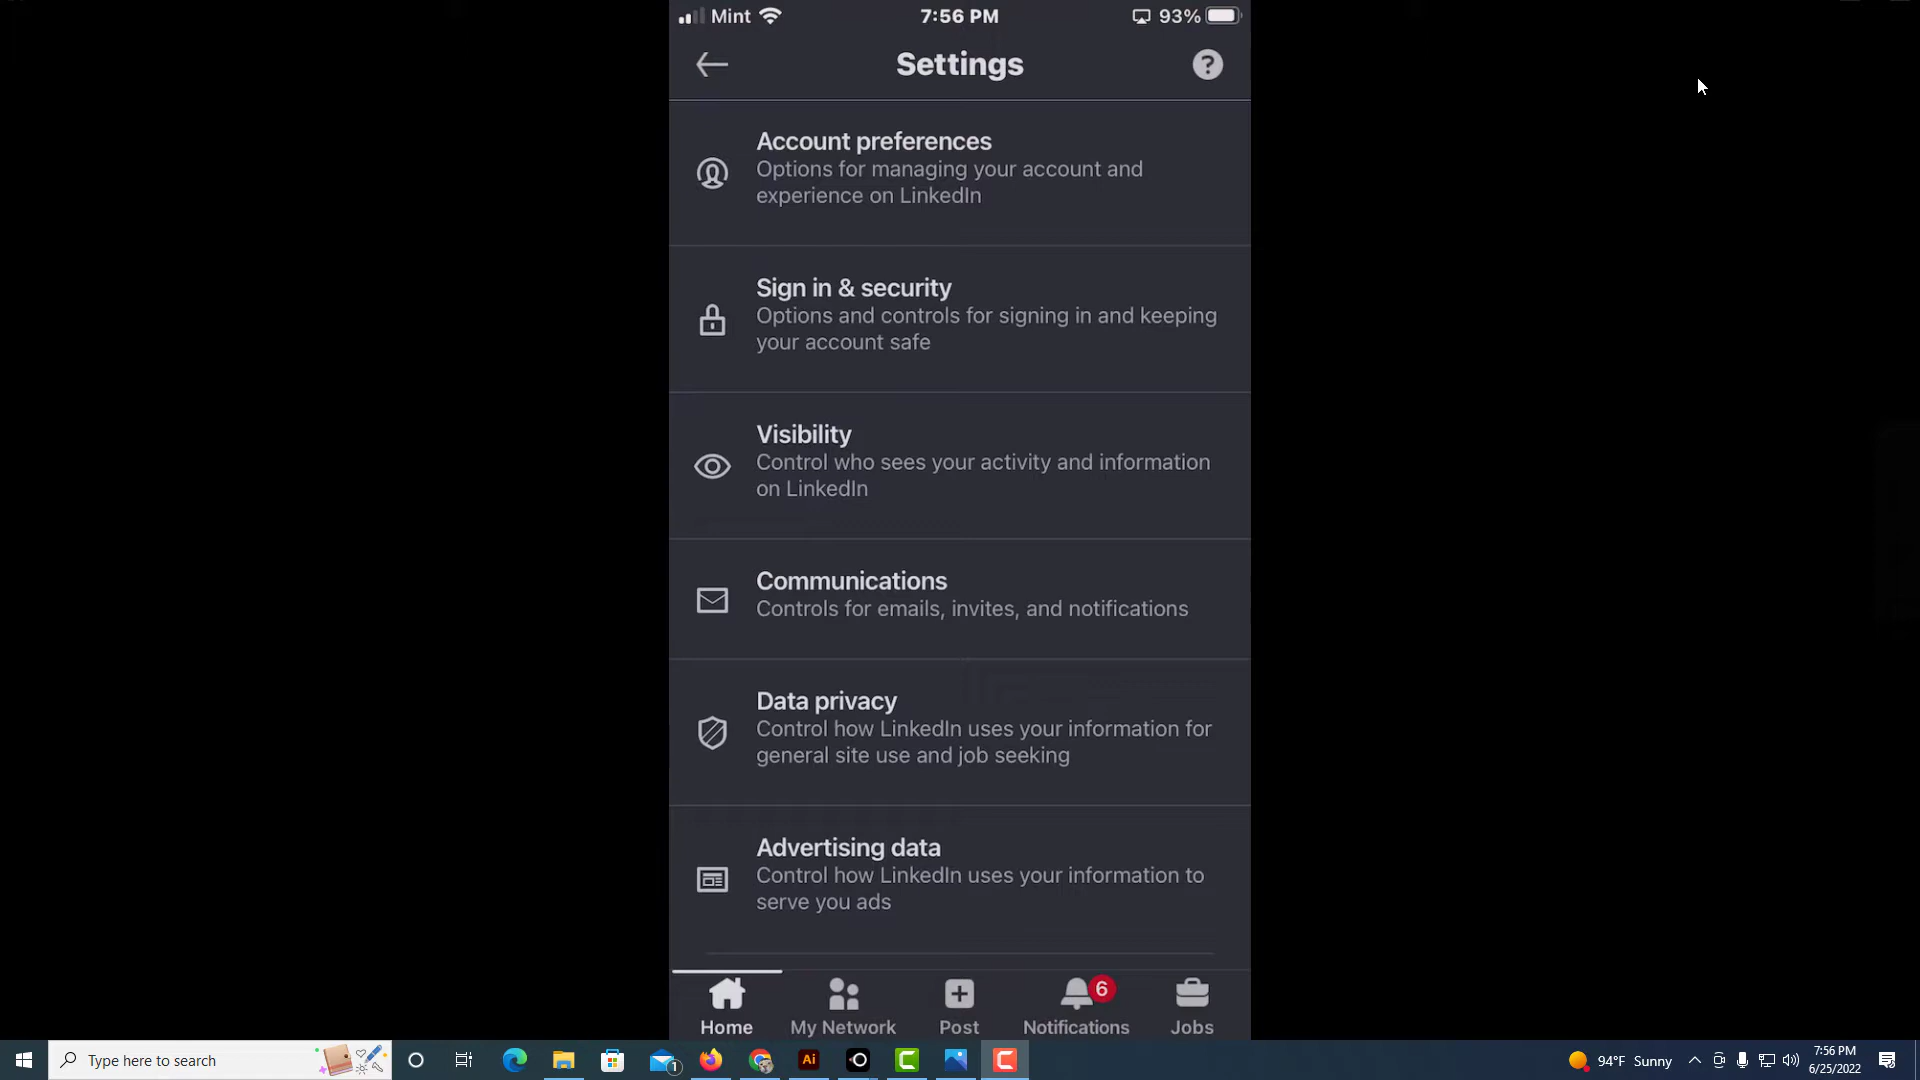 Mint 7:56 PM 93%
Settings ?
Account preferences
Options for managing your account and
experience on LinkedIn
Sign in & security
Options and controls for signing in and keeping
your account safe
Visibility
Control who sees your activity and information
on LinkedIn
Communications
Controls for emails, invites, and notifications
Data privacy
Control how LinkedIn uses your information for
general site use and job seeking
Advertising data
Control how LinkedIn uses your information to
serve you ads
6
Home My Network Post Notifications Jobs
Type here to search 1 Ai 94°F Sunny 7:56 PM
6/25/2022